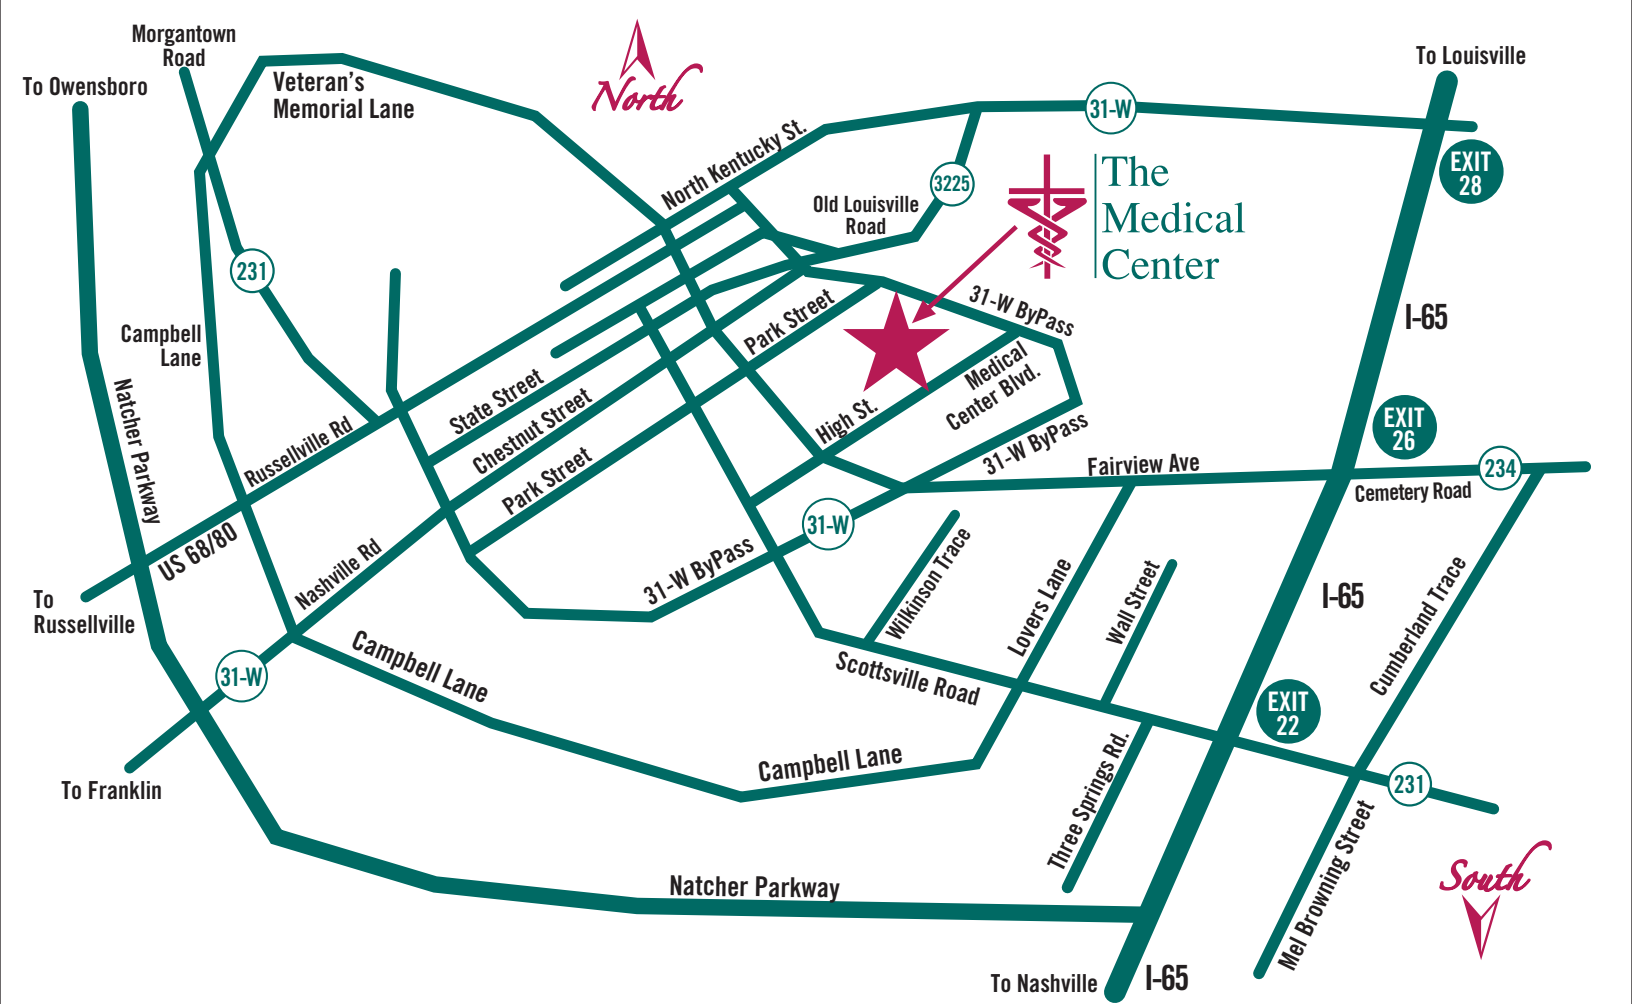 Morgantown
Road
To Owensboro
Veteran's
Memorial Lane
North
To Louisville
31-W
North Kentucky St.
EXIT
28
3225
The
Medical
Center
Old Louisville
Road
231
31-W ByPass
Campbell
Lane
I-65
Park Street
Medical
Center Blvd.
State Street
Chestnut Street
High St.
EXIT
26
Natcher Parkway
Russellville Rd
Park Street
31-W ByPass
Fairview Ave
234
Cemetery Road
US 68/80
31-W
Nashville Rd
31-W ByPass
Wilkinson Trace
To
Russellville
Lovers Lane
Wall Street
I-65
Cumberland Trace
31-W
Campbell Lane
Scottsville Road
EXIT
22
To Franklin
Campbell Lane
Three Springs Rd.
231
Mel Browning Street
South
Natcher Parkway
To Nashville
I-65